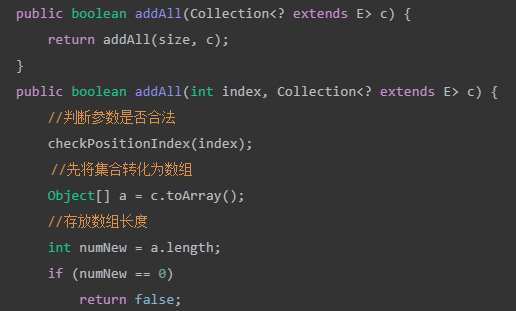 public boolean addAll(Collection<? extends E> c) {
return addAll(size, c);
}
public boolean addAll(int index, Collection<? extends E> c) {
//判断参数是否合法
checkPositionIndex(index);
//先将集合转化为数组
Object[] a = c.toArray();
//存放数组长度
int numNew = a.length;
if (numNew == 0)
return false;